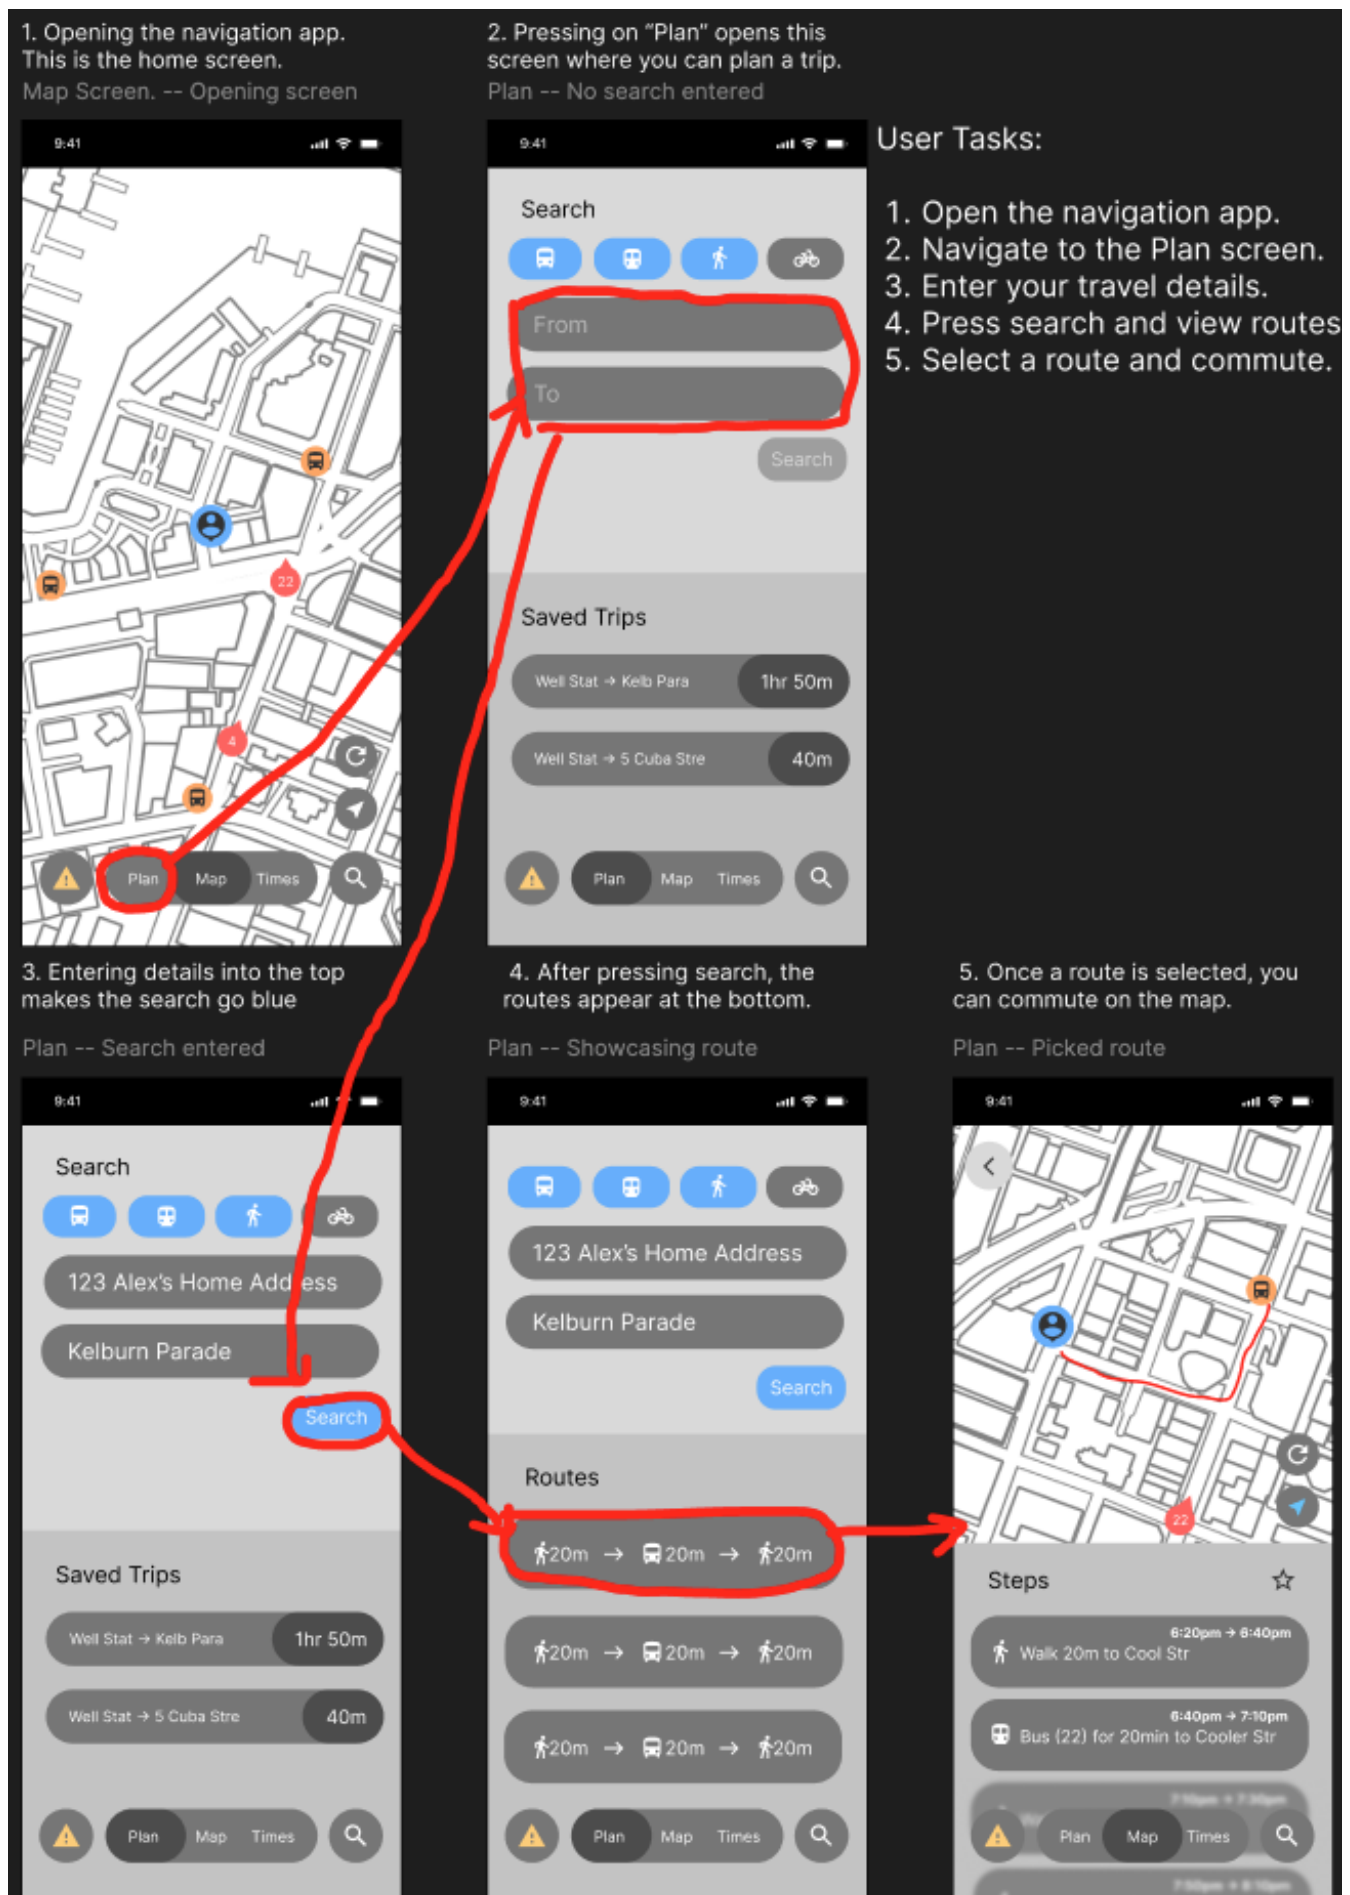 1. Opening the navigation app.
This is the home screen.
Map Screen. -- Opening screen
9:41
22
4
Plan
Map
Times
2. Pressing on “Plan” opens this
screen where you can plan a trip.
Plan -- No search entered
9:41
Search
From
To
Search
Saved Trips
Well Stat → Kelb Para
1hr 50m
Well Stat → 5 Cuba Stre
40m
Plan
Map
Times
User Tasks:
1. Open the navigation app.
2. Navigate to the Plan screen.
3. Enter your travel details.
4. Press search and view routes
5. Select a route and commute.
3. Entering details into the top
makes the search go blue
Plan -- Search entered
9:41
Search
123 Alex's Home Address
Kelburn Parade
Search
Saved Trips
Well Stat → Kelb Para
1hr 50m
Well Stat → 5 Cuba Stre
40m
Plan
Map
Times
4. After pressing search, the
routes appear at the bottom.
Plan -- Showcasing route
9:41
123 Alex's Home Address
Kelburn Parade
Search
Routes
20m → 20m → 20m
20m → 20m → 20m
20m → 20m → 20m
Plan
Map
Times
5. Once a route is selected, you
can commute on the map.
Plan -- Picked route
9:41
22
Steps
6:20pm → 6:40pm
Walk 20m to Cool Str
6:40pm → 7:10pm
Bus (22) for 20min to Cooler Str
7:10pm → 7:30pm
Plan
Map
Times
7:50pm → 8:10pm